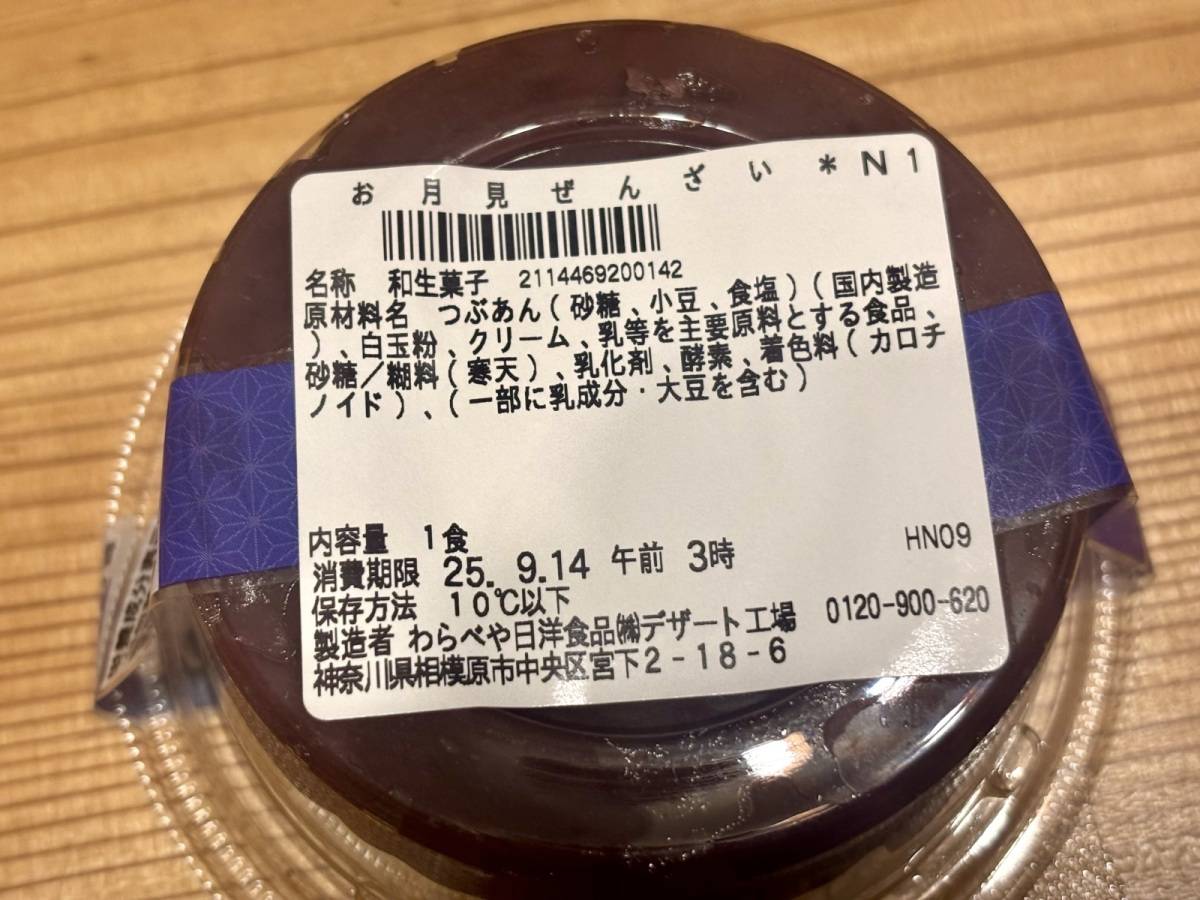 お月見ぜんざい*N1
名称 和生菓子 2114469200142
原材料名 つぶあん(砂糖、小豆、食塩)(国内製造
)、白玉粉、クリーム、乳等を主要原料とする食品、
砂糖/糊料(寒天)、乳化剤、酵素、着色料(カロチ
ノイド)、(一部に乳成分・大豆を含む)
内容量 1食 HN09
消費期限 25. 9.14 午前 3時
保存方法 10℃以下
製造者 わらべや日洋食品㈱デザート工場 0120-900-620
神奈川県相模原市中央区宮下2-18-6